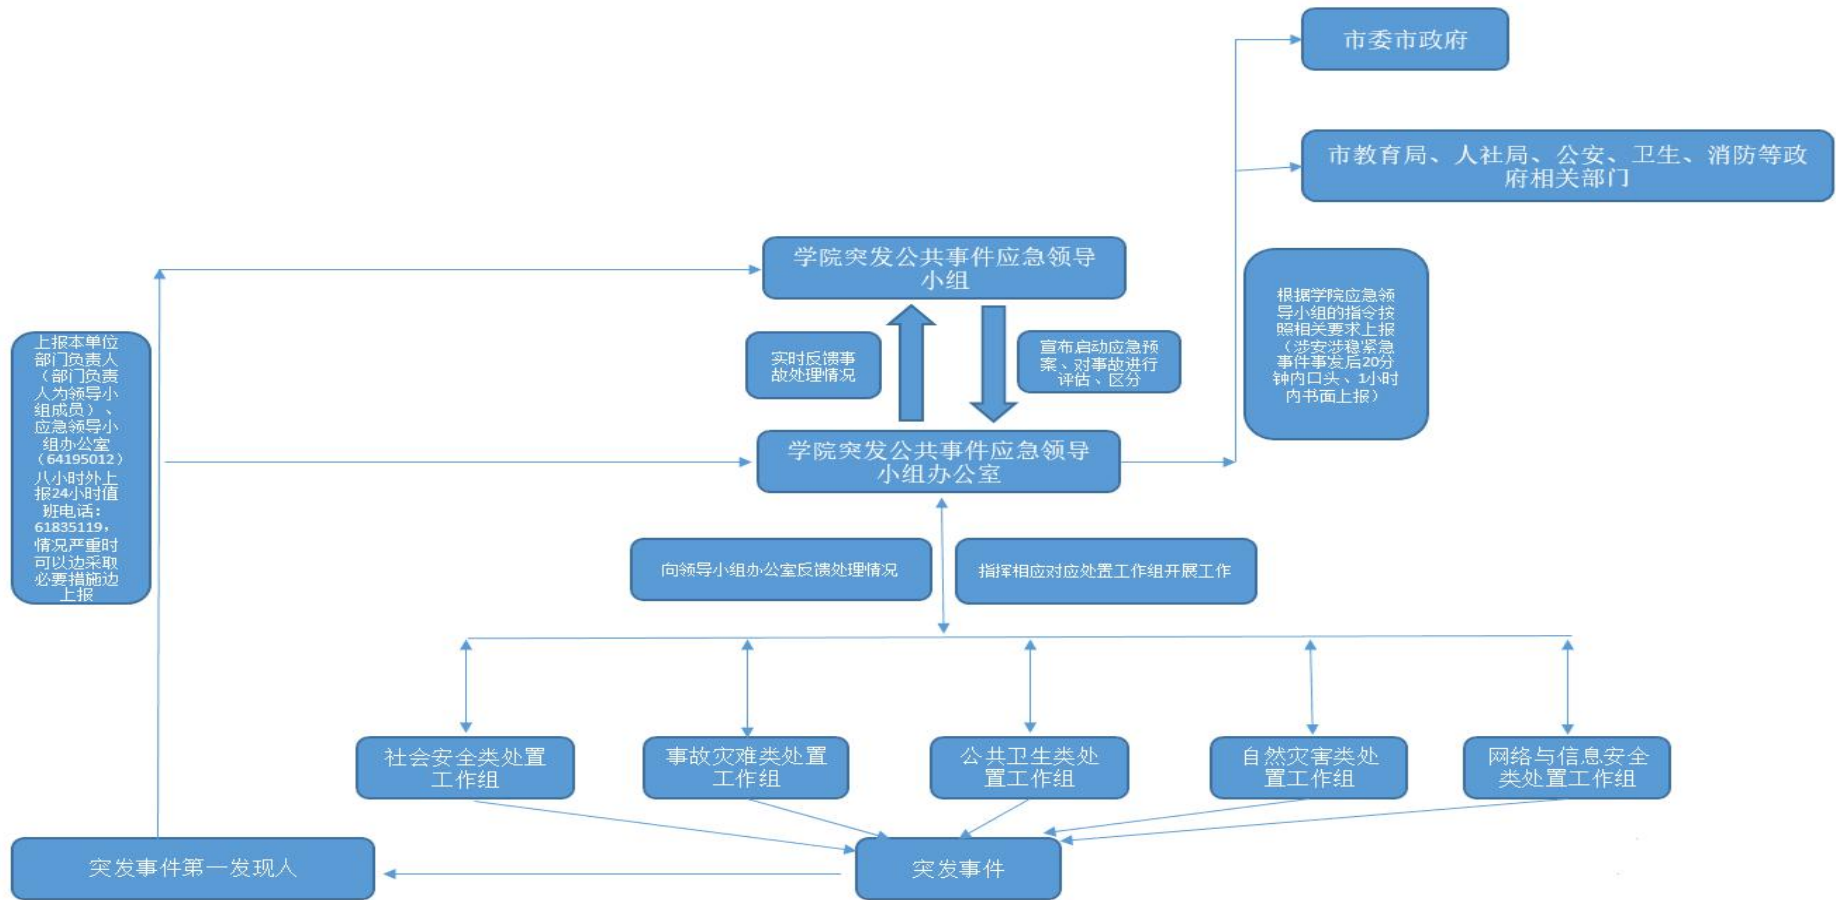 市委市政府
市教育局、人社局、公安、卫生、消防等政
府相关部门
学院突发公共事件应急领导
小组
根据学院应急领
导小组的指令按
照相关要求上报
（涉安涉稳紧急
事件事发后20分
钟内口头、1小时
内书面上报）
上报本单位
部门负责人
（部门负责
人为领导小
组成员）、
应急领导小
组办公室
（64195012）
八小时外上
报24小时值
班电话：
61835119，
情况严重时
可以边采取
必要措施边
上报
实时反馈事
故处理情况
宣布启动应急预
案、对事故进行
评估、区分
学院突发公共事件应急领导
小组办公室
向领导小组办公室反馈处理情况
指挥相应对应处置工作组开展工作
社会安全类处置
工作组
事故灾难类处置
工作组
公共卫生类处
置工作组
自然灾害类处
置工作组
网络与信息安全
类处置工作组
突发事件第一发现人
突发事件